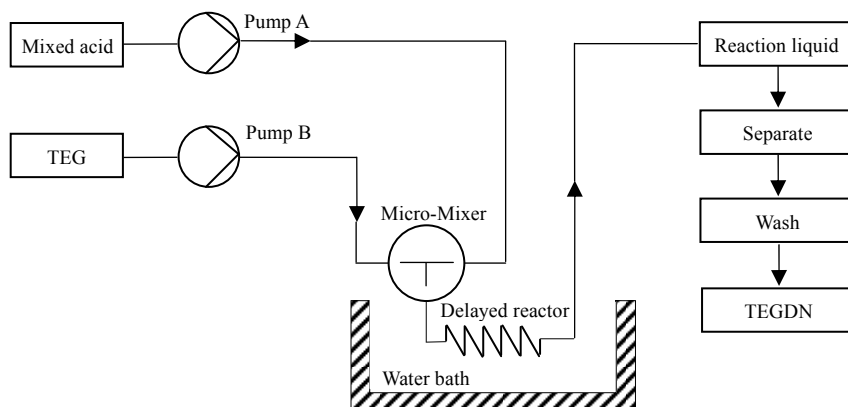 Mixed acid
Pump A
TEG
Pump B
Micro-Mixer
Delayed reactor
Water bath
Reaction liquid
Separate
Wash
TEGDN